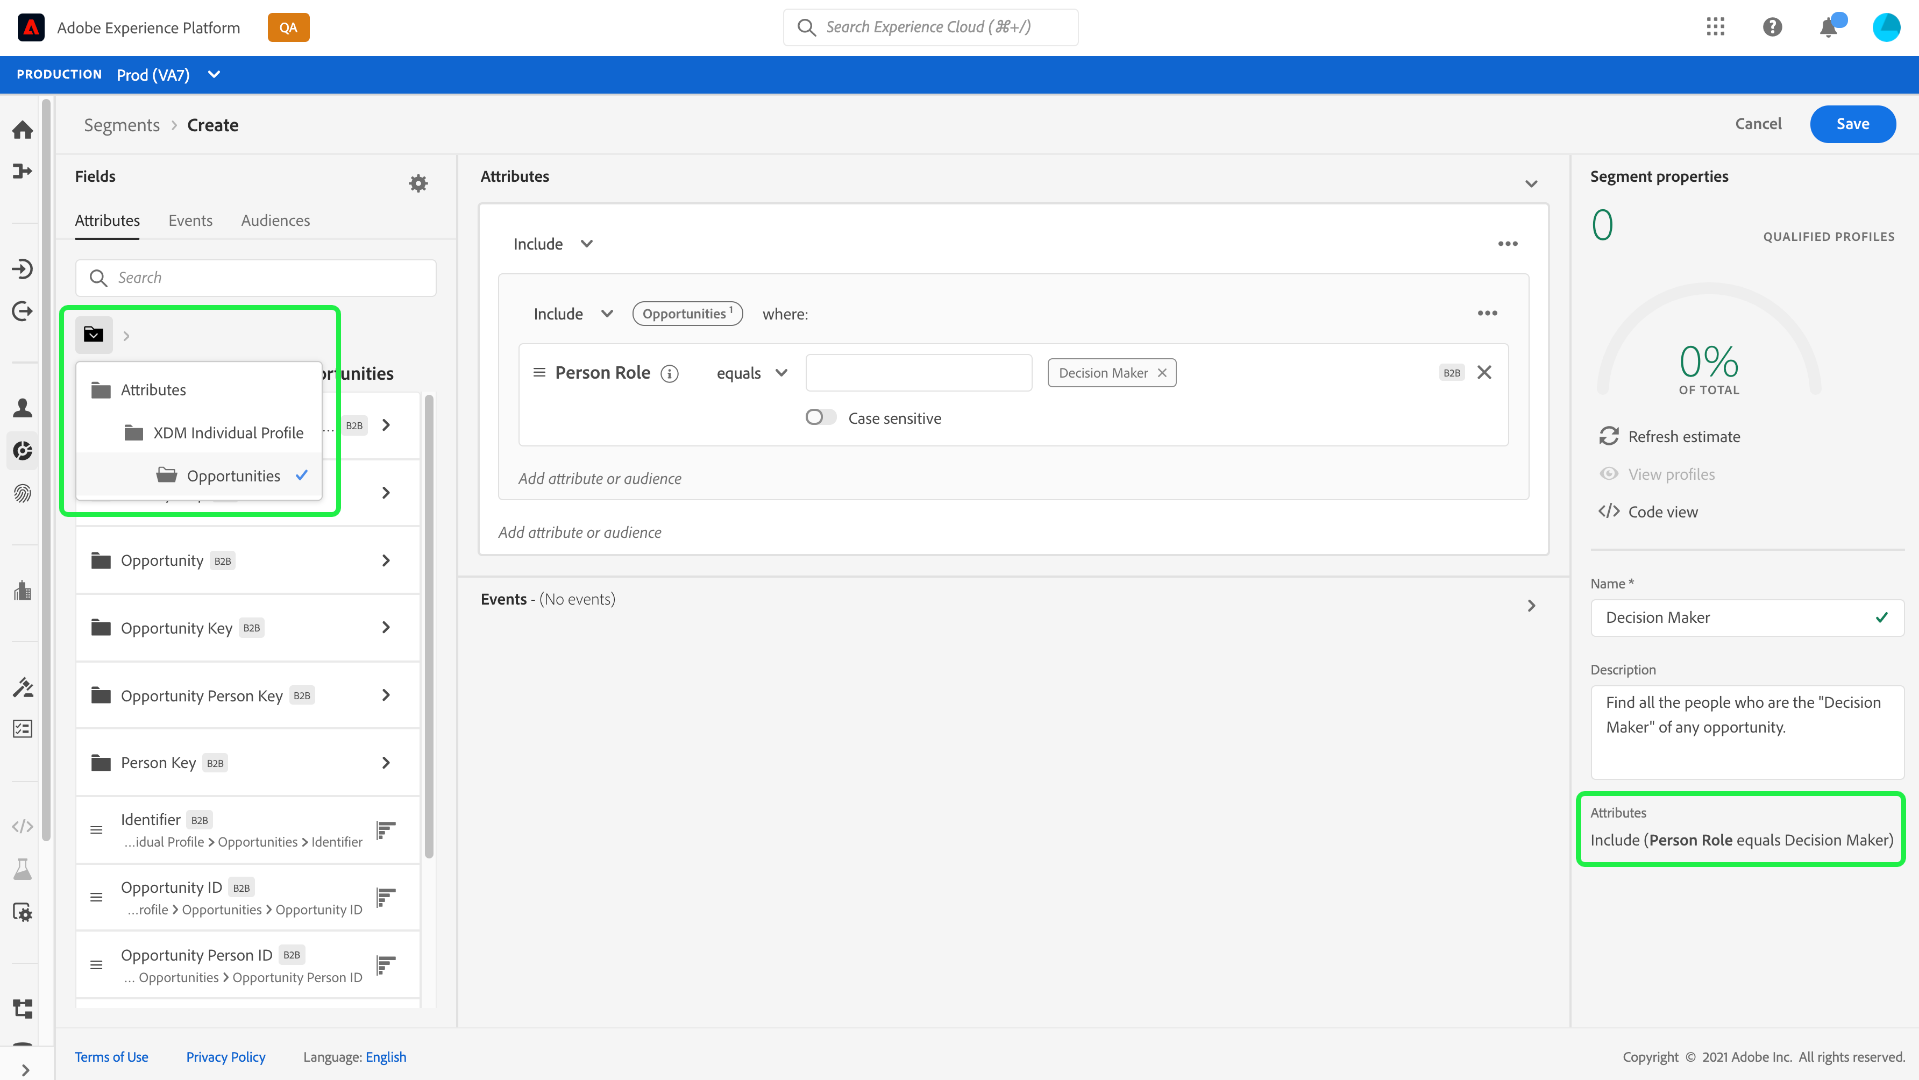 Adobe Experience Platform
QA
Search Experience Cloud (⌘+/)
PRODUCTION Prod (VA7)
Segments > Create
Cancel
Save
Fields
Attributes
Events
Audiences
Search
>
Attributes
XDM Individual Profile
Opportunities
rtunities
... B2B
Opportunity B2B
Opportunity Key B2B
Opportunity Person Key B2B
Person Key B2B
Identifier B2B
...idual Profile > Opportunities > Identifier
Opportunity ID B2B
...rofile > Opportunities > Opportunity ID
Opportunity Person ID B2B
... Opportunities > Opportunity Person ID
Attributes
Include
Include
Opportunities 1
where:
Person Role
equals
Decision Maker
B2B
Case sensitive
Add attribute or audience
Add attribute or audience
Events - (No events)
Segment properties
0
QUALIFIED PROFILES
0%
OF TOTAL
Refresh estimate
View profiles
</> Code view
Name *
Decision Maker
Description
Find all the people who are the "Decision
Maker" of any opportunity.
Attributes
Include (Person Role equals Decision Maker)
Terms of Use
Privacy Policy
Language: English
Copyright © 2021 Adobe Inc. All rights reserved.